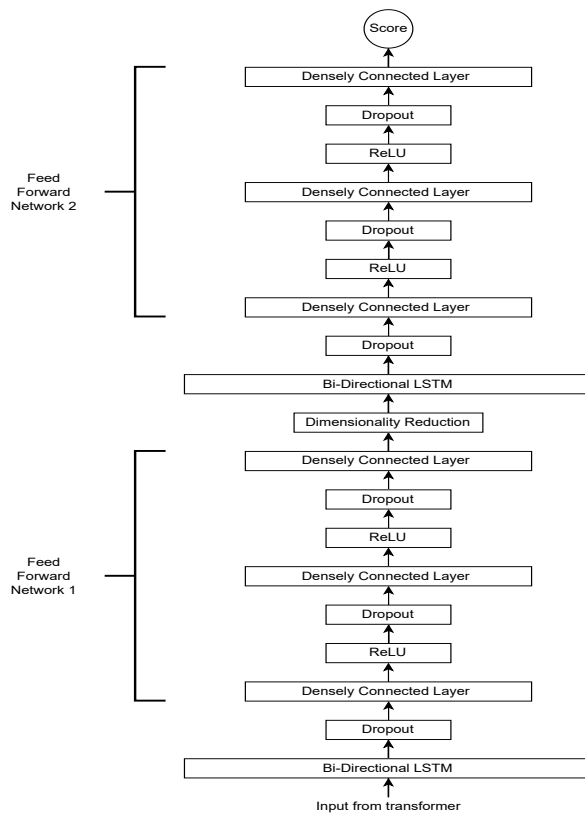 Score
Densely Connected Layer
Dropout
ReLU
Densely Connected Layer
Dropout
ReLU
Densely Connected Layer
Feed
Forward
Network 2
Dropout
Bi-Directional LSTM
Dimensionality Reduction
Densely Connected Layer
Dropout
ReLU
Densely Connected Layer
Dropout
ReLU
Densely Connected Layer
Feed
Forward
Network 1
Dropout
Bi-Directional LSTM
Input from transformer